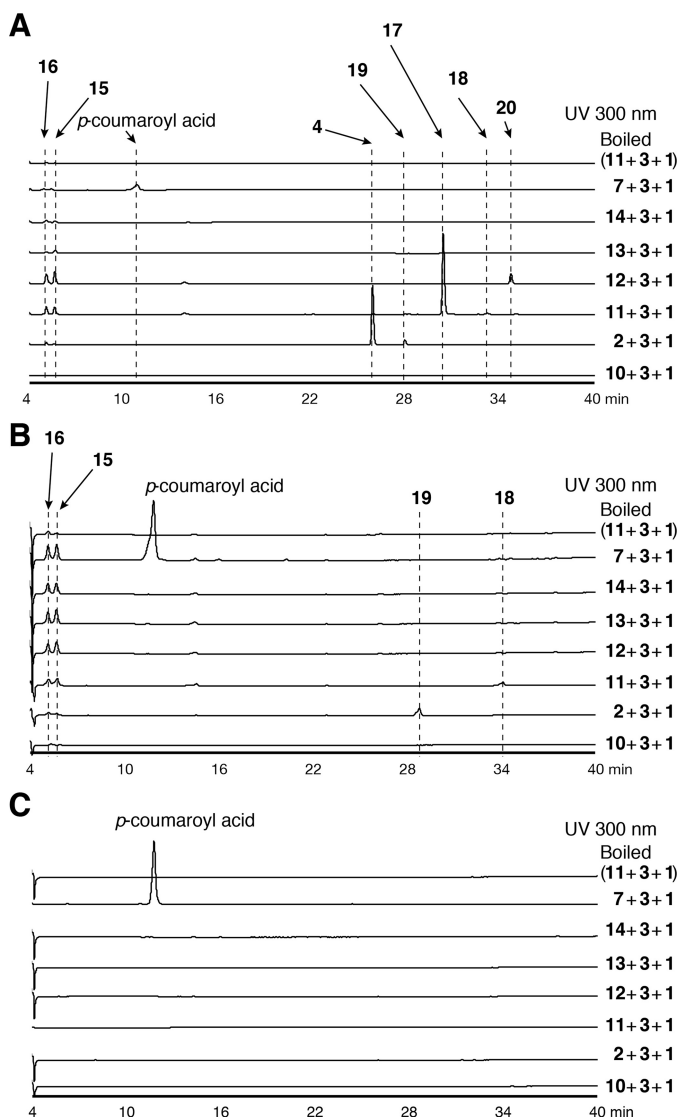 A
17
16
19
18
15
20
p-coumaroyl acid
4
UV 300 nm
Boiled
(11+3+1)
7+3+1
14+3+1
13+3+1
12+3+1
11+3+1
2+3+1
10+3+1
4 10 16 22 28 34 40 min
B
16
15
p-coumaroyl acid
19 18
UV 300 nm
Boiled
(11+3+1)
7+3+1
14+3+1
13+3+1
12+3+1
11+3+1
2+3+1
10+3+1
4 10 16 22 28 34 40 min
C
p-coumaroyl acid
UV 300 nm
Boiled
(11+3+1)
7+3+1
14+3+1
13+3+1
12+3+1
11+3+1
2+3+1
10+3+1
4 10 16 22 28 34 40 min